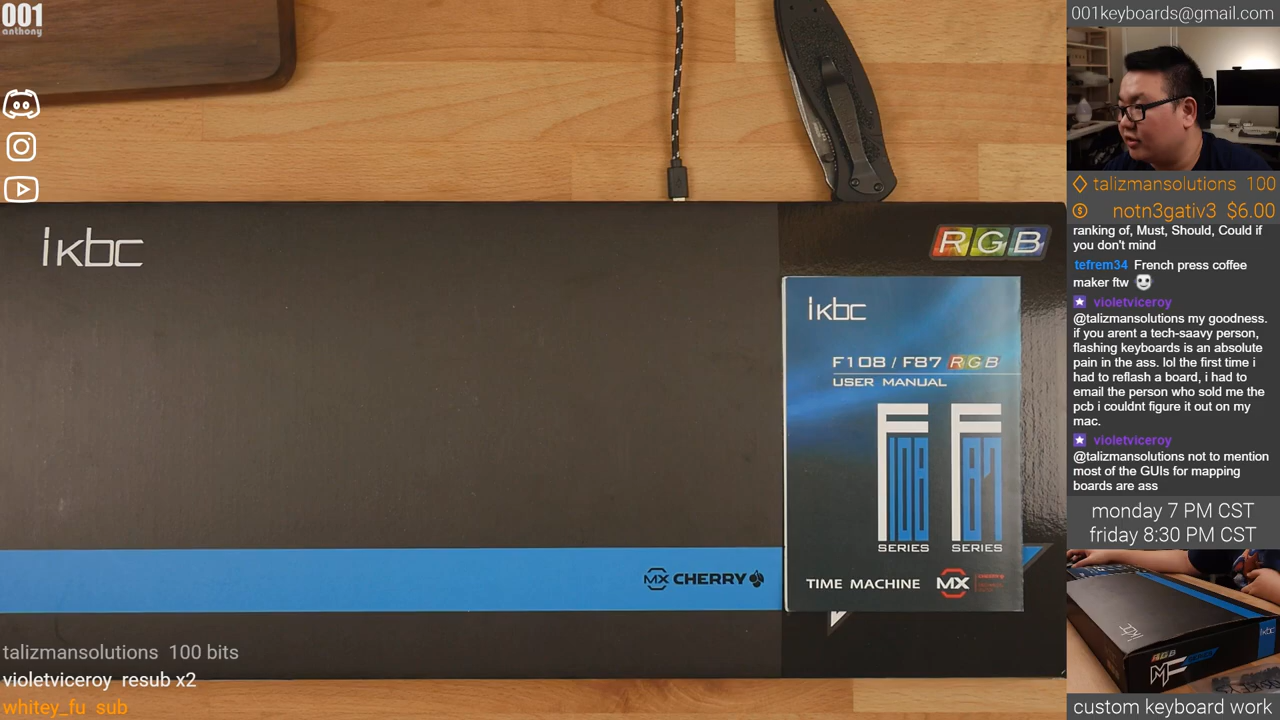 001
anthony
ikbc
RGB
ikbc
F108 / F87 RGB
USER MANUAL
F108 F87
SERIES SERIES
TIME MACHINE MX
MX CHERRY
talizmansolutions 100 bits
violetviceroy resub x2
whitey_fu sub
001keyboards@gmail.com
talizmansolutions 100
notn3gativ3 $6.00
ranking of, Must, Should, Could if
you don't mind
tefrem34 French press coffee
maker ftw
violetviceroy
@talizmansolutions my goodness.
if you arent a tech-saavy person,
flashing keyboards is an absolute
pain in the ass. lol the first time i
had to reflash a board, i had to
email the person who sold me the
pcb i couldnt figure it out on my
mac.
violetviceroy
@talizmansolutions not to mention
most of the GUIs for mapping
boards are ass
monday 7 PM CST
friday 8:30 PM CST
ikbc
RGB
ikbc
MF
custom keyboard work